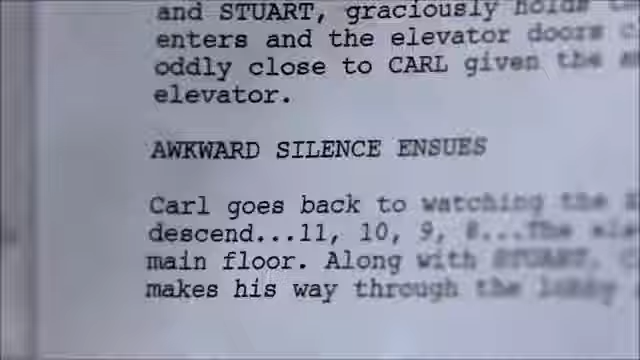 and STUART, graciously holds
enters and the elevator doors
oddly close to CARL given the
elevator.
AWKWARD SILENCE ENSUES
Carl goes back to watching the
descend...11, 10, 9, 8...The
main floor. Along with STUART,
makes his way through the lobby